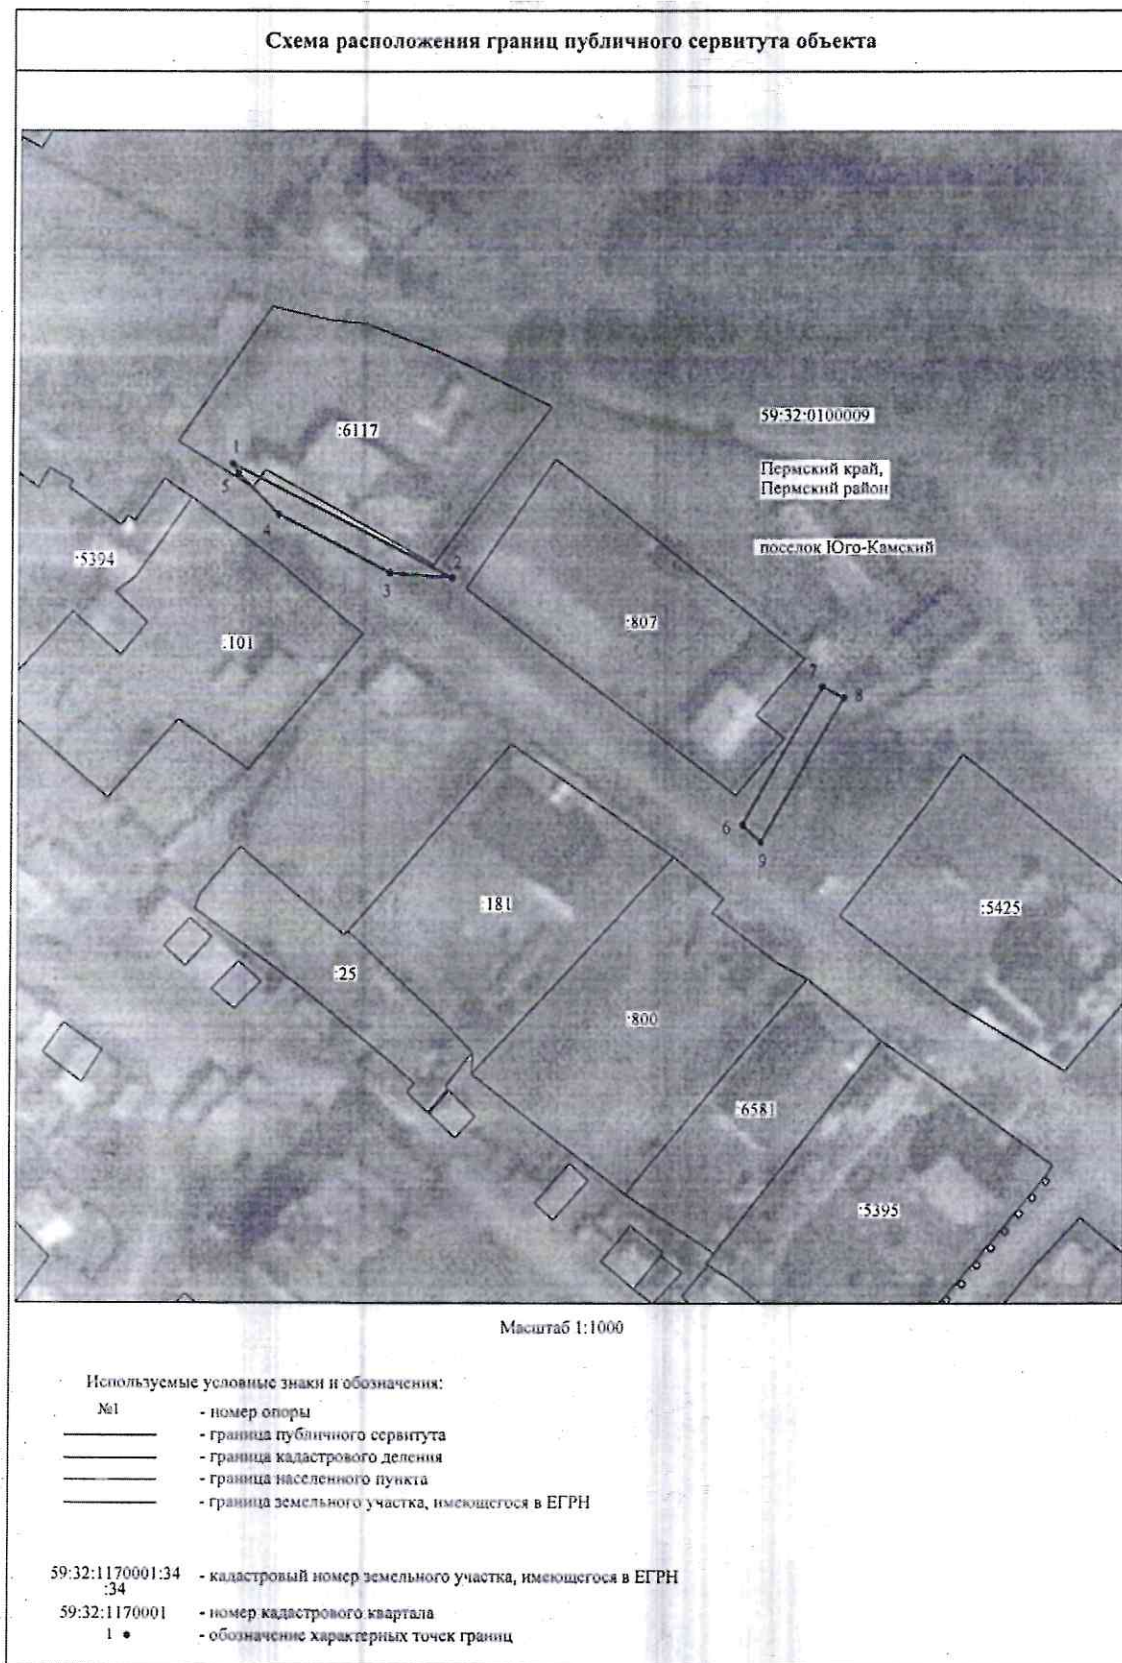 Схема расположения границ публичного сервитута объекта
59:32:0100009
:6117
1
Пермский край,
Пермский район
5
4
поселок Юго-Камский
:5394
2
3
:807
:101
7
8
6
9
:181
:5425
:25
:800
:6581
:5395
Масштаб 1:1000
Используемые условные знаки и обозначения:
№1 - номер опоры
- граница публичного сервитута
- граница кадастрового деления
- граница населенного пункта
- граница земельного участка, имеющегося в ЕГРН
59:32:1170001:34 - кадастровый номер земельного участка, имеющегося в ЕГРН
:34
59:32:1170001 - номер кадастрового квартала
1 - обозначение характерных точек границ